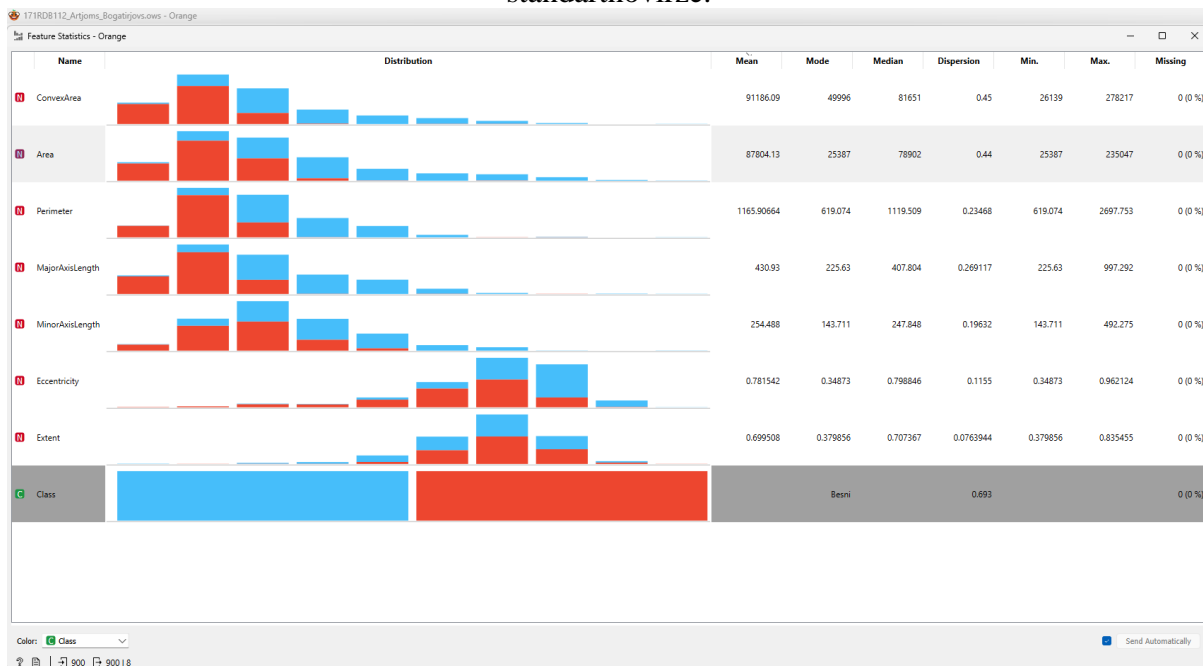 standartnovirze.
171RDB112_Artjoms_Bogatirjovs.ows - Orange
Feature Statistics - Orange
Name Distribution Mean Mode Median Dispersion Min. Max. Missing
N ConvexArea 91186.09 49996 81651 0.45 26139 278217 0 (0 %)
N Area 87804.13 25387 78902 0.44 25387 235047 0 (0 %)
N Perimeter 1165.90664 619.074 1119.509 0.23468 619.074 2697.753 0 (0 %)
N MajorAxisLength 430.93 225.63 407.804 0.269117 225.63 997.292 0 (0 %)
N MinorAxisLength 254.488 143.711 247.848 0.19632 143.711 492.275 0 (0 %)
N Eccentricity 0.781542 0.34873 0.798846 0.1155 0.34873 0.962124 0 (0 %)
N Extent 0.699508 0.379856 0.707367 0.0763944 0.379856 0.835455 0 (0 %)
C Class Besni 0.693 0 (0 %)
Color: C Class Send Automatically
? 900 900 | 8